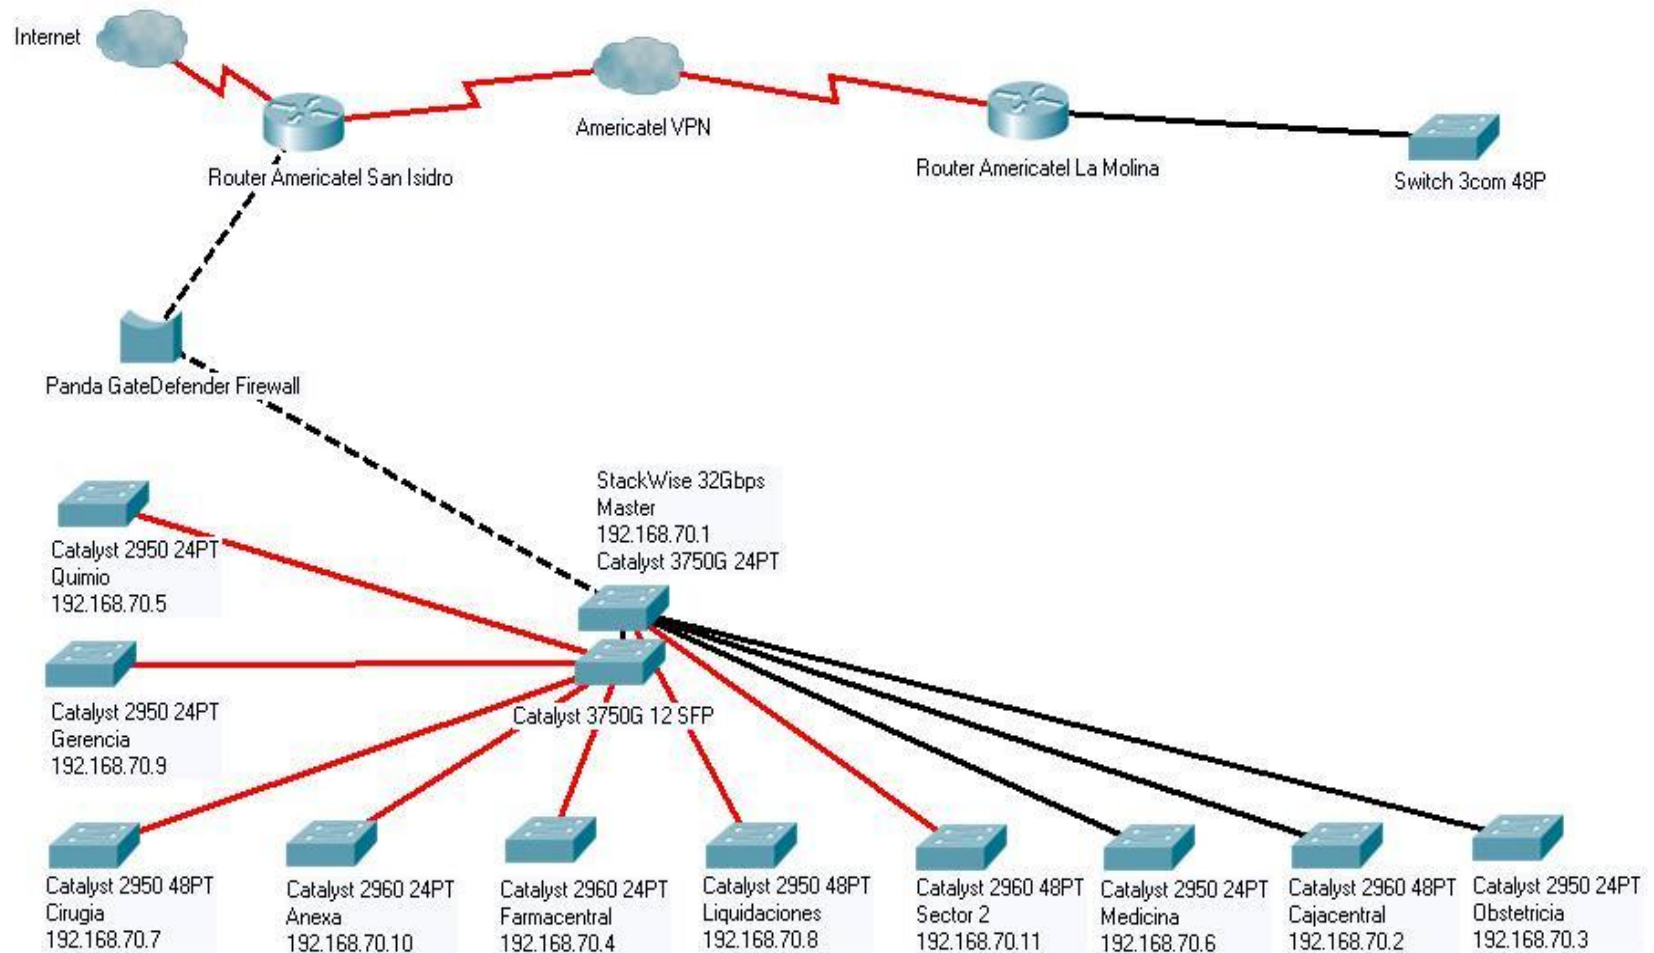 Internet
Americatel VPN
Router Americatel San Isidro
Router Americatel La Molina
Switch 3com 48P
Panda GateDefender Firewall
StackWise 32Gbps
Master
192.168.70.1
Catalyst 3750G 24PT
Catalyst 2950 24PT
Quimio
192.168.70.5
Catalyst 3750G 12 SFP
Catalyst 2950 24PT
Gerencia
192.168.70.9
Catalyst 2950 48PT
Cirugia
192.168.70.7
Catalyst 2960 24PT
Anexa
192.168.70.10
Catalyst 2960 24PT
Farmacentral
192.168.70.4
Catalyst 2950 48PT
Liquidaciones
192.168.70.8
Catalyst 2960 48PT
Sector 2
192.168.70.11
Catalyst 2950 24PT
Medicina
192.168.70.6
Catalyst 2960 48PT
Cajacentral
192.168.70.2
Catalyst 2950 24PT
Obstetricia
192.168.70.3